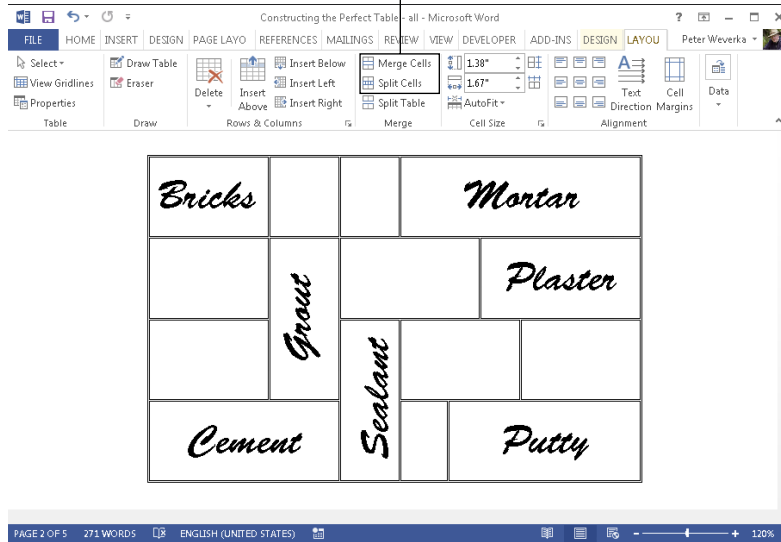 Constructing the Perfect Table - all - Microsoft Word
FILE HOME INSERT DESIGN PAGE LAYO REFERENCES MAILINGS REVIEW VIEW DEVELOPER ADD-INS DESIGN LAYOU Peter Weverka
Select Draw Table Insert Below Merge Cells 1.38"
View Gridlines Eraser Delete Insert Above Insert Left Split Cells 1.67" Text Direction Cell Margins Data
Properties Insert Right Split Table AutoFit
Table Draw Rows & Columns Merge Cell Size Alignment
Bricks Mortar
Grout Plaster
Sealant
Cement Putty
PAGE 2 OF 5 271 WORDS ENGLISH (UNITED STATES) 120%